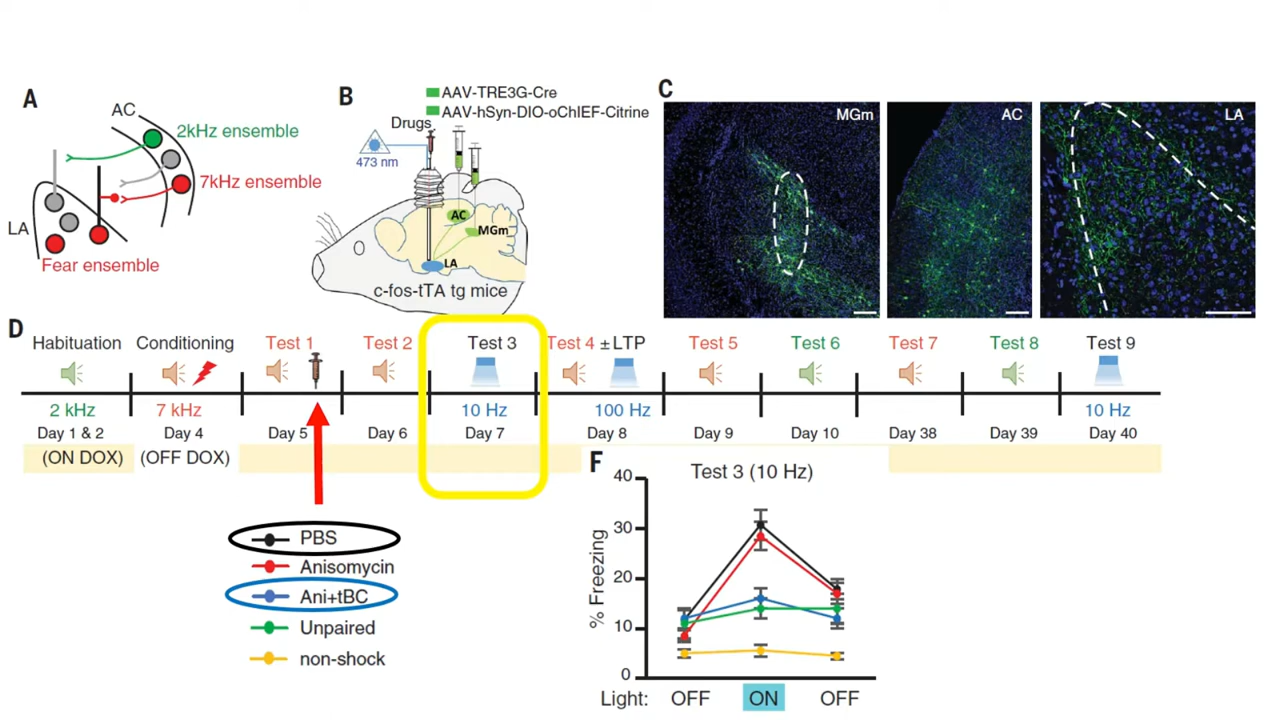 A
AC
2kHz ensemble
7kHz ensemble
LA
Fear ensemble
B
AAV-TRE3G-Cre
AAV-hSyn-DIO-oChIEF-Citrine
Drugs
473 nm
AC
MGm
LA
c-fos-tTA tg mice
C
MGm
AC
LA
D
Habituation
Conditioning
Test 1
Test 2
Test 3
Test 4 ±LTP
Test 5
Test 6
Test 7
Test 8
Test 9
2 kHz
7 kHz
10 Hz
100 Hz
10 Hz
Day 1 & 2
Day 4
Day 5
Day 6
Day 7
Day 8
Day 9
Day 10
Day 38
Day 39
Day 40
(ON DOX)
(OFF DOX)
PBS
Anisomycin
Ani+tBC
Unpaired
non-shock
F
Test 3 (10 Hz)
% Freezing
40
30
20
10
0
Light: OFF ON OFF